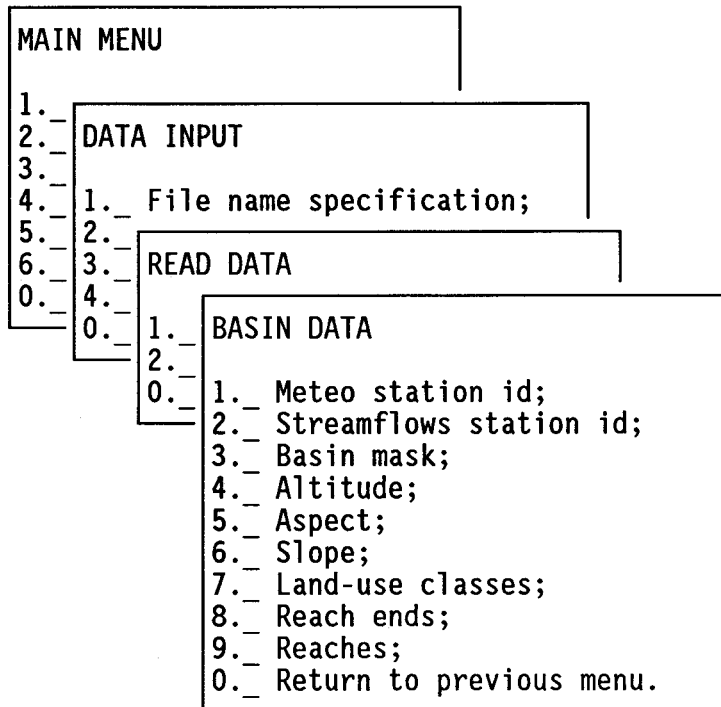 MAIN MENU
1._
2._
3._
4._
5._
6._
0._
DATA INPUT
1._ File name specification;
2._
3._
4._
0._
READ DATA
1._
2._
0._
BASIN DATA
1._ Meteo station id;
2._ Streamflows station id;
3._ Basin mask;
4._ Altitude;
5._ Aspect;
6._ Slope;
7._ Land-use classes;
8._ Reach ends;
9._ Reaches;
0._ Return to previous menu.